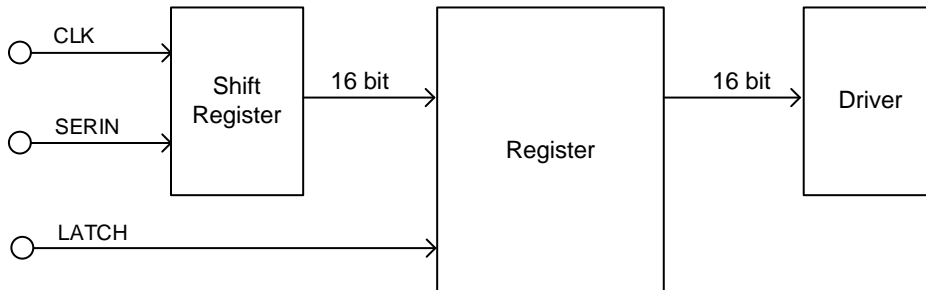 CLK
SERIN
LATCH
Shift
Register
16 bit
Register
16 bit
Driver